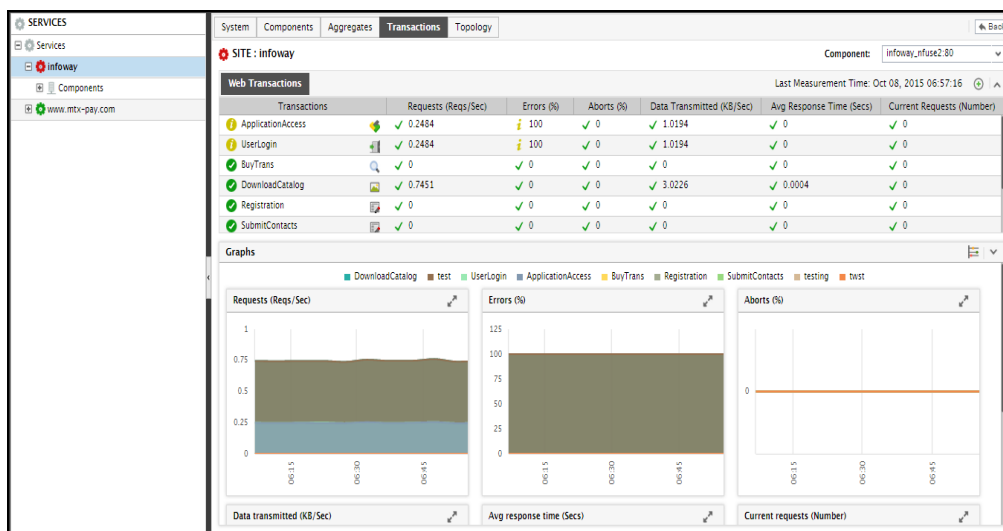 SERVICES
Services
infoway
Components
www.mtx-pay.com
System Components Aggregates Transactions Topology Back
SITE : infoway Component: infoway_nfuse2:80
Web Transactions Last Measurement Time: Oct 08, 2015 06:57:16
Transactions Requests (Reqs/Sec) Errors (%) Aborts (%) Data Transmitted (KB/Sec) Avg Response Time (Secs) Current Requests (Number)
ApplicationAccess 0.2484 100 0 1.0194 0 0
UserLogin 0.2484 100 0 1.0194 0 0
BuyTrans 0 0 0 0 0 0
DownloadCatalog 0.7451 0 0 3.0226 0.0004 0
Registration 0 0 0 0 0 0
SubmitContacts 0 0 0 0 0 0
Graphs
DownloadCatalog test UserLogin ApplicationAccess BuyTrans Registration SubmitContacts testing twst
Requests (Reqs/Sec)
1
0.75
0.5
0.25
0
06:15 06:30 06:45
Errors (%)
125
100
75
50
25
0
06:15 06:30 06:45
Aborts (%)
0
06:15 06:30 06:45
Data transmitted (KB/Sec) Avg response time (Secs) Current requests (Number)